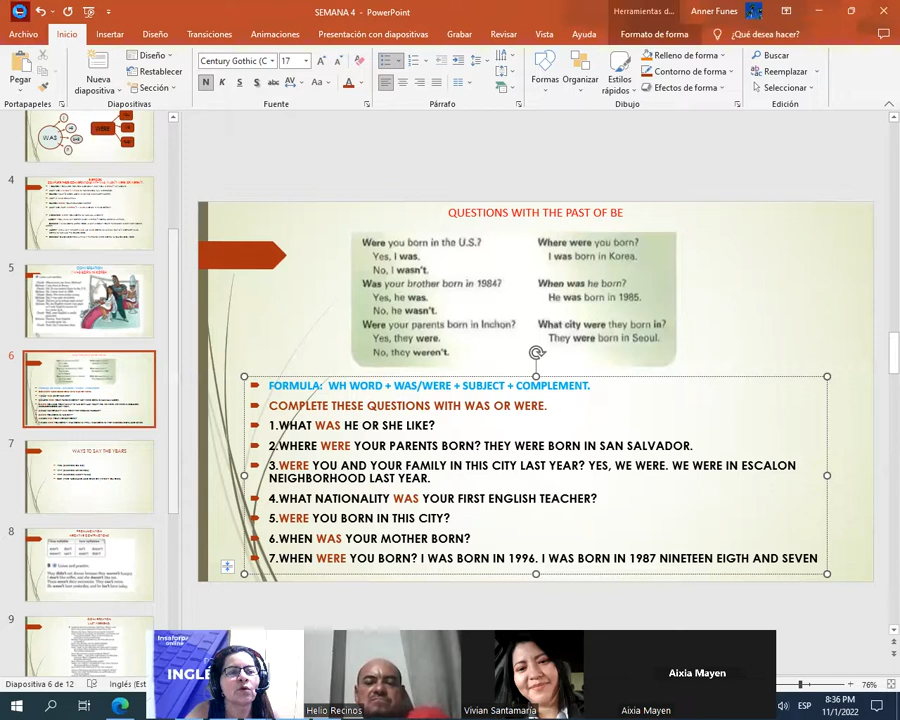 SEMANA 4 - PowerPoint
Herramientas d...
Anner Funes
Archivo
Inicio
Insertar
Diseño
Transiciones
Animaciones
Presentación con diapositivas
Grabar
Revisar
Vista
Ayuda
Formato de forma
¿Qué desea hacer?
Pegar
Portapapeles
Nueva
diapositiva
Diseño
Restablecer
Sección
Diapositivas
Century Gothic (C
17
Fuente
Párrafo
Formas
Organizar
Estilos
rápidos
Relleno de forma
Contorno de forma
Efectos de forma
Dibujo
Buscar
Reemplazar
Seleccionar
Edición
WAS
WERE
4
5
6
7
WAYS TO SAY THE YEARS
8
9
QUESTIONS WITH THE PAST OF BE
Were you born in the U.S.?
Yes, I was.
No, I wasn't.
Was your brother born in 1984?
Yes, he was.
No, he wasn't.
Were your parents born in Inchon?
Yes, they were.
No, they weren't.
Where were you born?
I was born in Korea.
When was he born?
He was born in 1985.
What city were they born in?
They were born in Seoul.
FORMULA: WH WORD + WAS/WERE + SUBJECT + COMPLEMENT.
COMPLETE THESE QUESTIONS WITH WAS OR WERE.
1.WHAT WAS HE OR SHE LIKE?
2.WHERE WERE YOUR PARENTS BORN? THEY WERE BORN IN SAN SALVADOR.
3.WERE YOU AND YOUR FAMILY IN THIS CITY LAST YEAR? YES, WE WERE. WE WERE IN ESCALON
NEIGHBORHOOD LAST YEAR.
4.WHAT NATIONALITY WAS YOUR FIRST ENGLISH TEACHER?
5.WERE YOU BORN IN THIS CITY?
6.WHEN WAS YOUR MOTHER BORN?
7.WHEN WERE YOU BORN? I WAS BORN IN 1996. I WAS BORN IN 1987 NINETEEN EIGTH AND SEVEN
Diapositiva 6 de 12
Inglés (Est
76%
Insaforp
online
INGLÉ
Helio Recinos
Vivian Santamaria
Aixia Mayen
Aixia Mayen
ESP
8:36 PM
11/1/2022